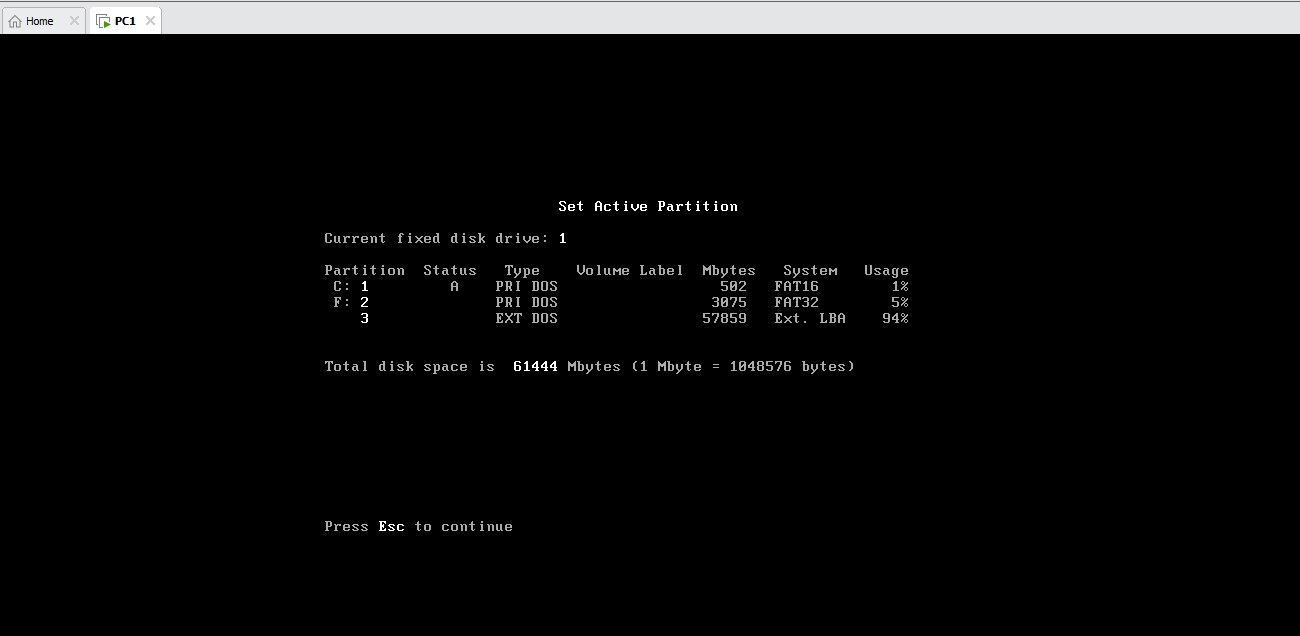 Home PC1
Set Active Partition
Current fixed disk drive: 1
Partition Status Type Volume Label Mbytes System Usage
C: 1 A PRI DOS 502 FAT16 1%
F: 2 PRI DOS 3075 FAT32 5%
3 EXT DOS 57859 Ext. LBA 94%
Total disk space is 61444 Mbytes (1 Mbyte = 1048576 bytes)
Press Esc to continue